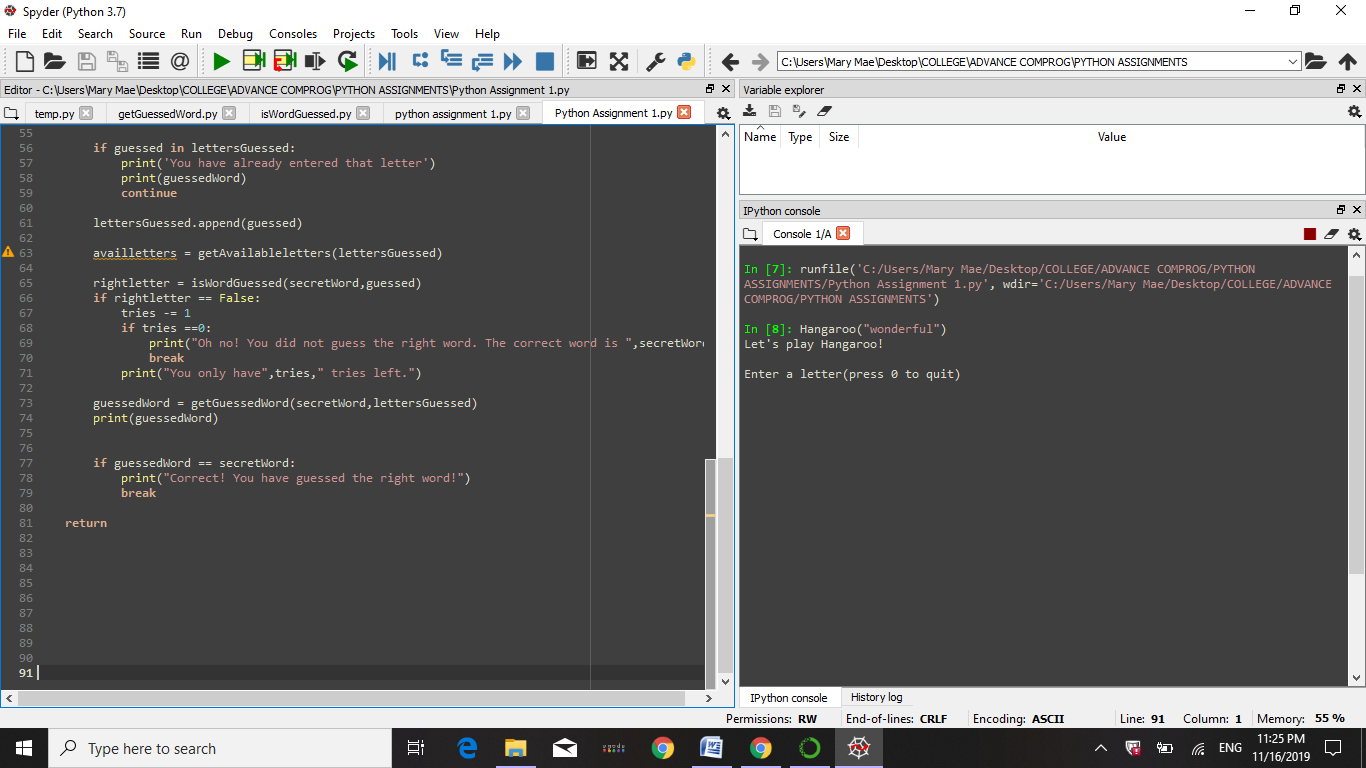 Spyder (Python 3.7)
File Edit Search Source Run Debug Consoles Projects Tools View Help
C:\Users\Mary Mae\Desktop\COLLEGE\ADVANCE COMPROG\PYTHON ASSIGNMENTS
Editor - C:\Users\Mary Mae\Desktop\COLLEGE\ADVANCE COMPROG\PYTHON ASSIGNMENTS\Python Assignment 1.py
temp.py getGuessedWord.py isWordGuessed.py python assignment 1.py Python Assignment 1.py
55
56 if guessed in lettersGuessed:
57 print('You have already entered that letter')
58 print(guessedWord)
59 continue
60
61 lettersGuessed.append(guessed)
62
63 availletters = getAvailableletters(lettersGuessed)
64
65 rightletter = isWordGuessed(secretWord,guessed)
66 if rightletter == False:
67 tries -= 1
68 if tries ==0:
69 print("Oh no! You did not guess the right word. The correct word is ",secretWor
70 break
71 print("You only have",tries," tries left.")
72
73 guessedWord = getGuessedWord(secretWord,lettersGuessed)
74 print(guessedWord)
75
76
77 if guessedWord == secretWord:
78 print("Correct! You have guessed the right word!")
79 break
80
81 return
82
83
84
85
86
87
88
89
90
91
Variable explorer
Name Type Size Value
IPython console
Console 1/A
In [7]: runfile('C:/Users/Mary Mae/Desktop/COLLEGE/ADVANCE COMPROG/PYTHON
ASSIGNMENTS/Python Assignment 1.py', wdir='C:/Users/Mary Mae/Desktop/COLLEGE/ADVANCE
COMPROG/PYTHON ASSIGNMENTS')
In [8]: Hangaroo("wonderful")
Let's play Hangaroo!
Enter a letter(press 0 to quit)
IPython console History log
Permissions: RW End-of-lines: CRLF Encoding: ASCII Line: 91 Column: 1 Memory: 55 %
Type here to search
ENG
11:25 PM
11/16/2019